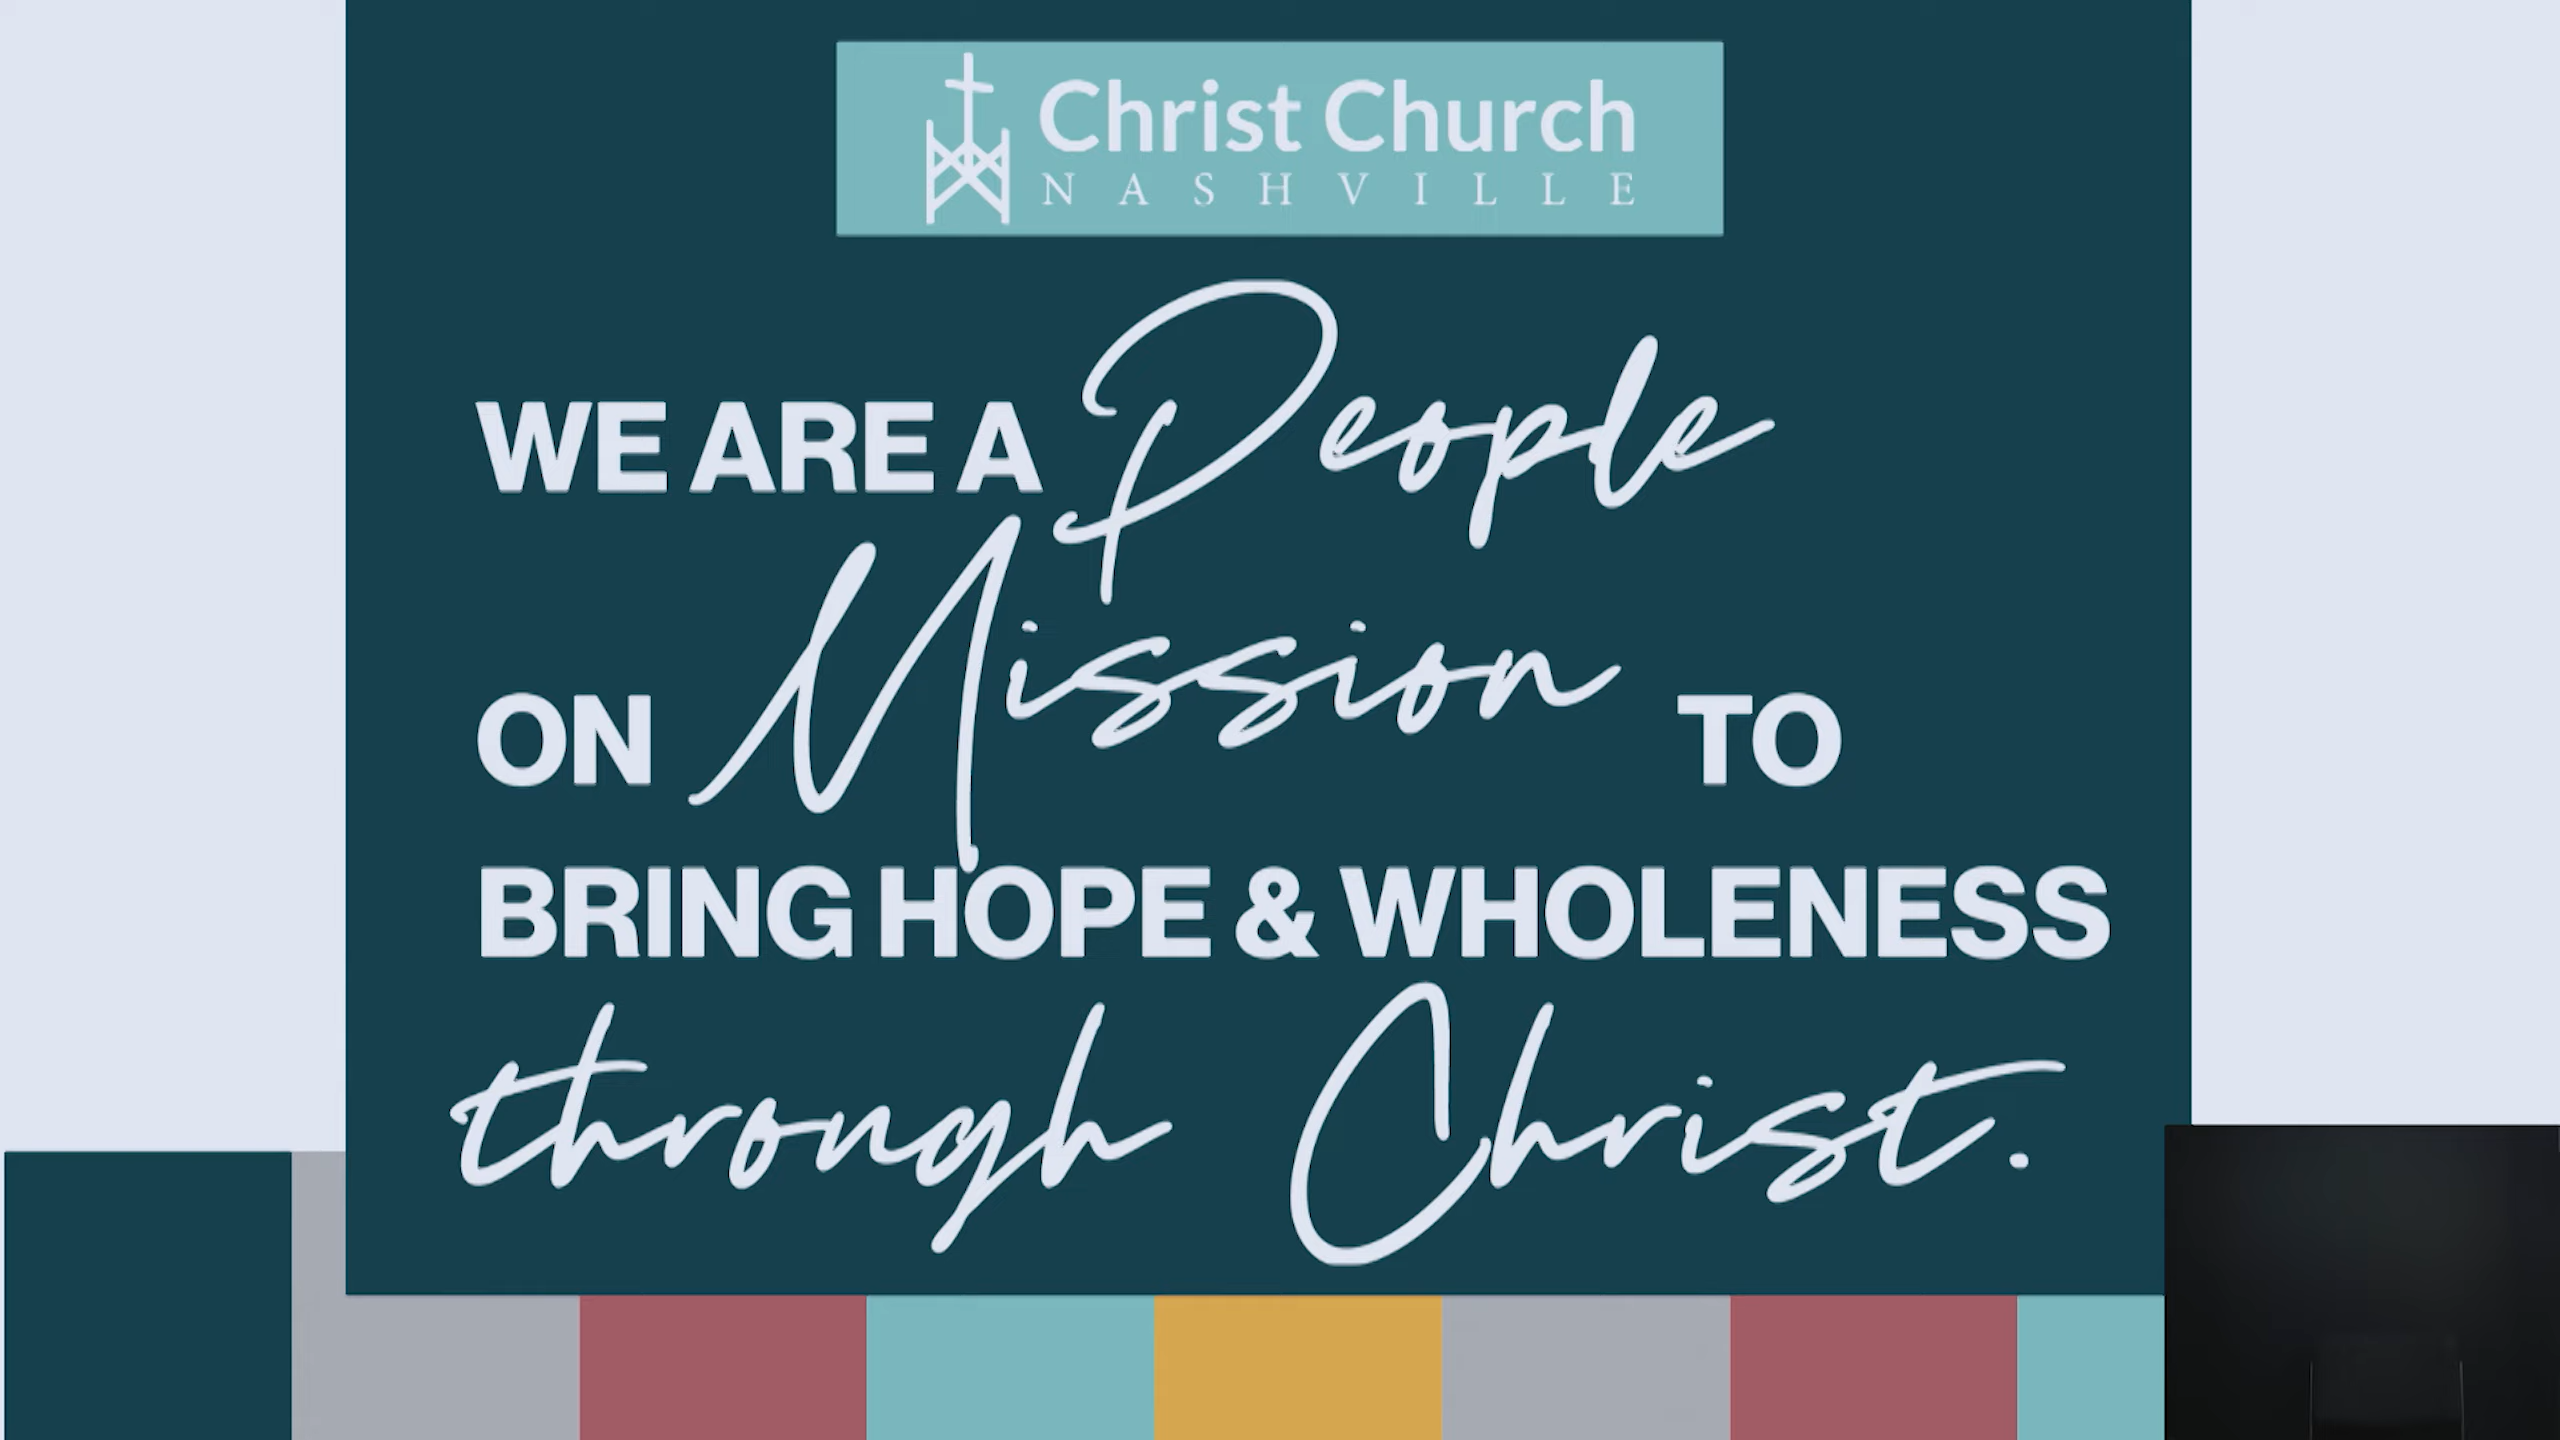 Christ Church
NASHVILLE
WE ARE A People
ON Mission TO
BRING HOPE & WHOLENESS
through Christ.